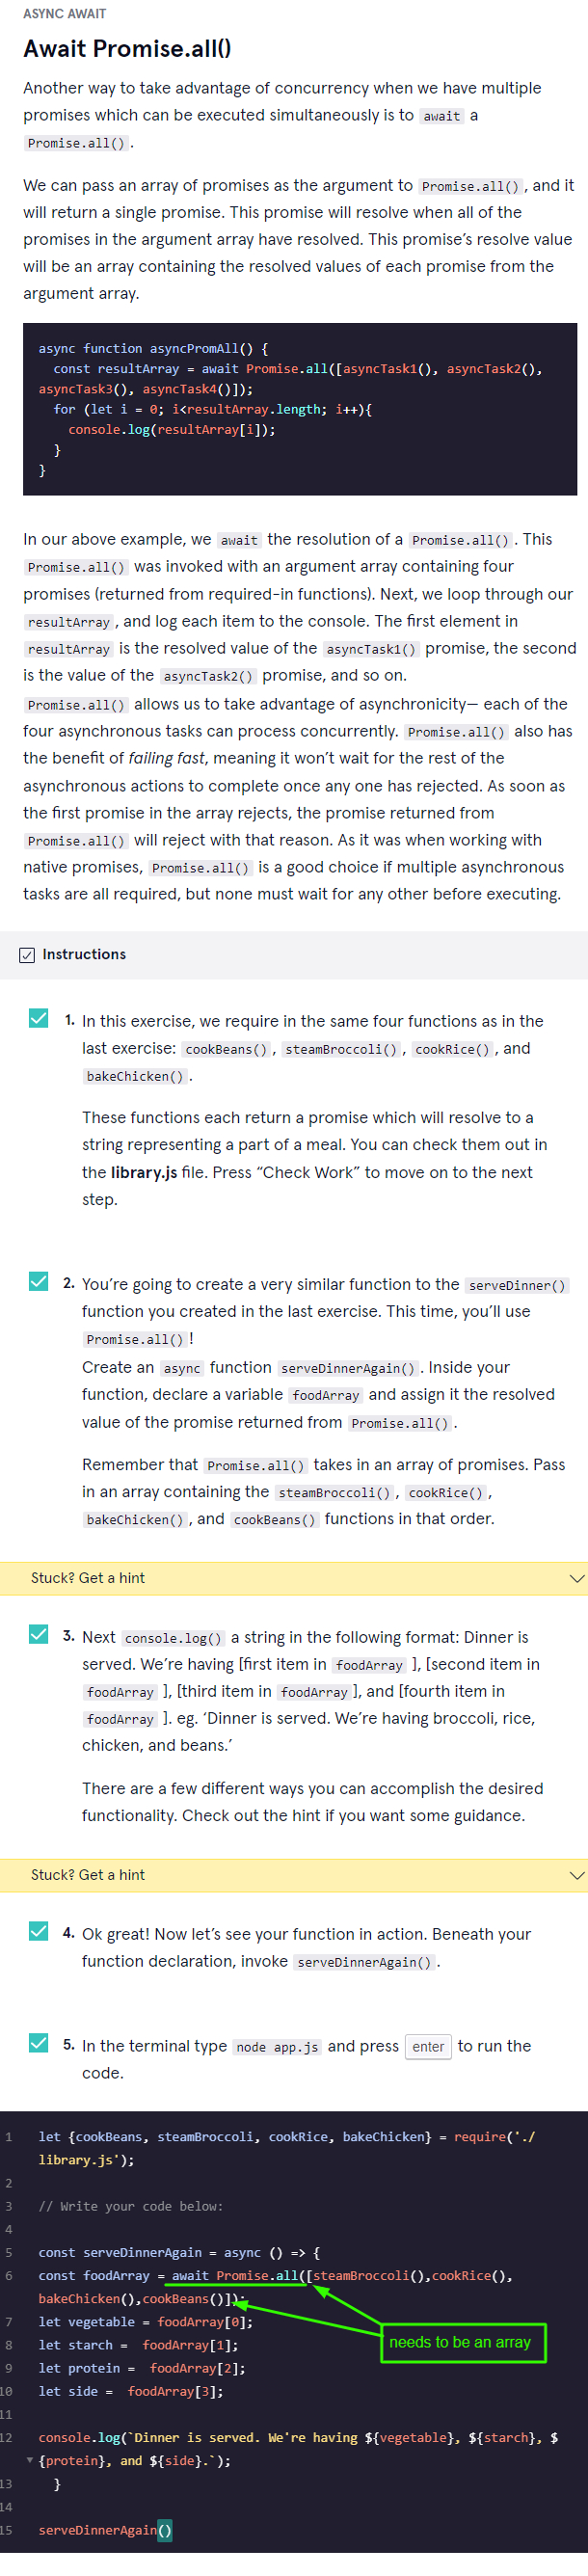 ASYNC AWAIT
Await Promise.all()
Another way to take advantage of concurrency when we have multiple
promises which can be executed simultaneously is to await a
Promise.all() .
We can pass an array of promises as the argument to Promise.all() , and it
will return a single promise. This promise will resolve when all of the
promises in the argument array have resolved. This promise’s resolve value
will be an array containing the resolved values of each promise from the
argument array.
async function asyncPromAll() {
const resultArray = await Promise.all([asyncTask1(), asyncTask2(),
asyncTask3(), asyncTask4()]);
for (let i = 0; i<resultArray.length; i++){
console.log(resultArray[i]);
}
}
In our above example, we await the resolution of a Promise.all() . This
Promise.all() was invoked with an argument array containing four
promises (returned from required-in functions). Next, we loop through our
resultArray , and log each item to the console. The first element in
resultArray is the resolved value of the asyncTask1() promise, the second
is the value of the asyncTask2() promise, and so on.
Promise.all() allows us to take advantage of asynchronicity— each of the
four asynchronous tasks can process concurrently. Promise.all() also has
the benefit of failing fast, meaning it won’t wait for the rest of the
asynchronous actions to complete once any one has rejected. As soon as
the first promise in the array rejects, the promise returned from
Promise.all() will reject with that reason. As it was when working with
native promises, Promise.all() is a good choice if multiple asynchronous
tasks are all required, but none must wait for any other before executing.
Instructions
1. In this exercise, we require in the same four functions as in the
last exercise: cookBeans() , steamBroccoli() , cookRice() , and
bakeChicken() .
These functions each return a promise which will resolve to a
string representing a part of a meal. You can check them out in
the library.js file. Press “Check Work” to move on to the next
step.
2. You’re going to create a very similar function to the serveDinner()
function you created in the last exercise. This time, you’ll use
Promise.all() !
Create an async function serveDinnerAgain() . Inside your
function, declare a variable foodArray and assign it the resolved
value of the promise returned from Promise.all() .
Remember that Promise.all() takes in an array of promises. Pass
in an array containing the steamBroccoli() , cookRice() ,
bakeChicken() , and cookBeans() functions in that order.
Stuck? Get a hint
3. Next console.log() a string in the following format: Dinner is
served. We’re having [first item in foodArray ], [second item in
foodArray ], [third item in foodArray ], and [fourth item in
foodArray ]. eg. ‘Dinner is served. We’re having broccoli, rice,
chicken, and beans.’
There are a few different ways you can accomplish the desired
functionality. Check out the hint if you want some guidance.
Stuck? Get a hint
4. Ok great! Now let’s see your function in action. Beneath your
function declaration, invoke serveDinnerAgain() .
5. In the terminal type node app.js and press enter to run the
code.
1 let {cookBeans, steamBroccoli, cookRice, bakeChicken} = require('./
library.js');
2
3 // Write your code below:
4
5 const serveDinnerAgain = async () => {
6 const foodArray = await Promise.all([steamBroccoli(),cookRice(),
bakeChicken(),cookBeans()]);
7 let vegetable = foodArray[0];
8 let starch = foodArray[1];
needs to be an array
9 let protein = foodArray[2];
10 let side = foodArray[3];
11
12 console.log(`Dinner is served. We're having ${vegetable}, ${starch}, $
{protein}, and ${side}.`);
13 }
14
15 serveDinnerAgain()